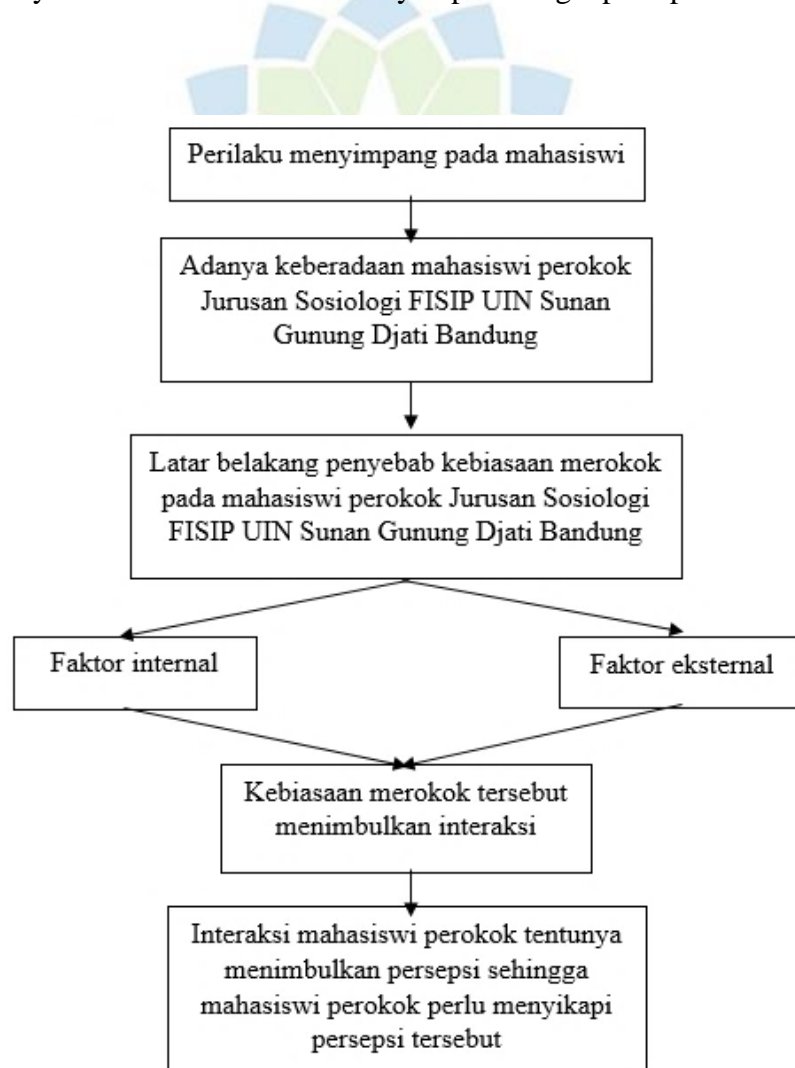 Perilaku menyimpang pada mahasiswi
Adanya keberadaan mahasiswi perokok
Jurusan Sosiologi FISIP UIN Sunan
Gunung Djati Bandung
Latar belakang penyebab kebiasaan merokok
pada mahasiswi perokok Jurusan Sosiologi
FISIP UIN Sunan Gunung Djati Bandung
Faktor internal
Faktor eksternal
Kebiasaan merokok tersebut
menimbulkan interaksi
Interaksi mahasiswi perokok tentunya
menimbulkan persepsi sehingga
mahasiswi perokok perlu menyikapi
persepsi tersebut